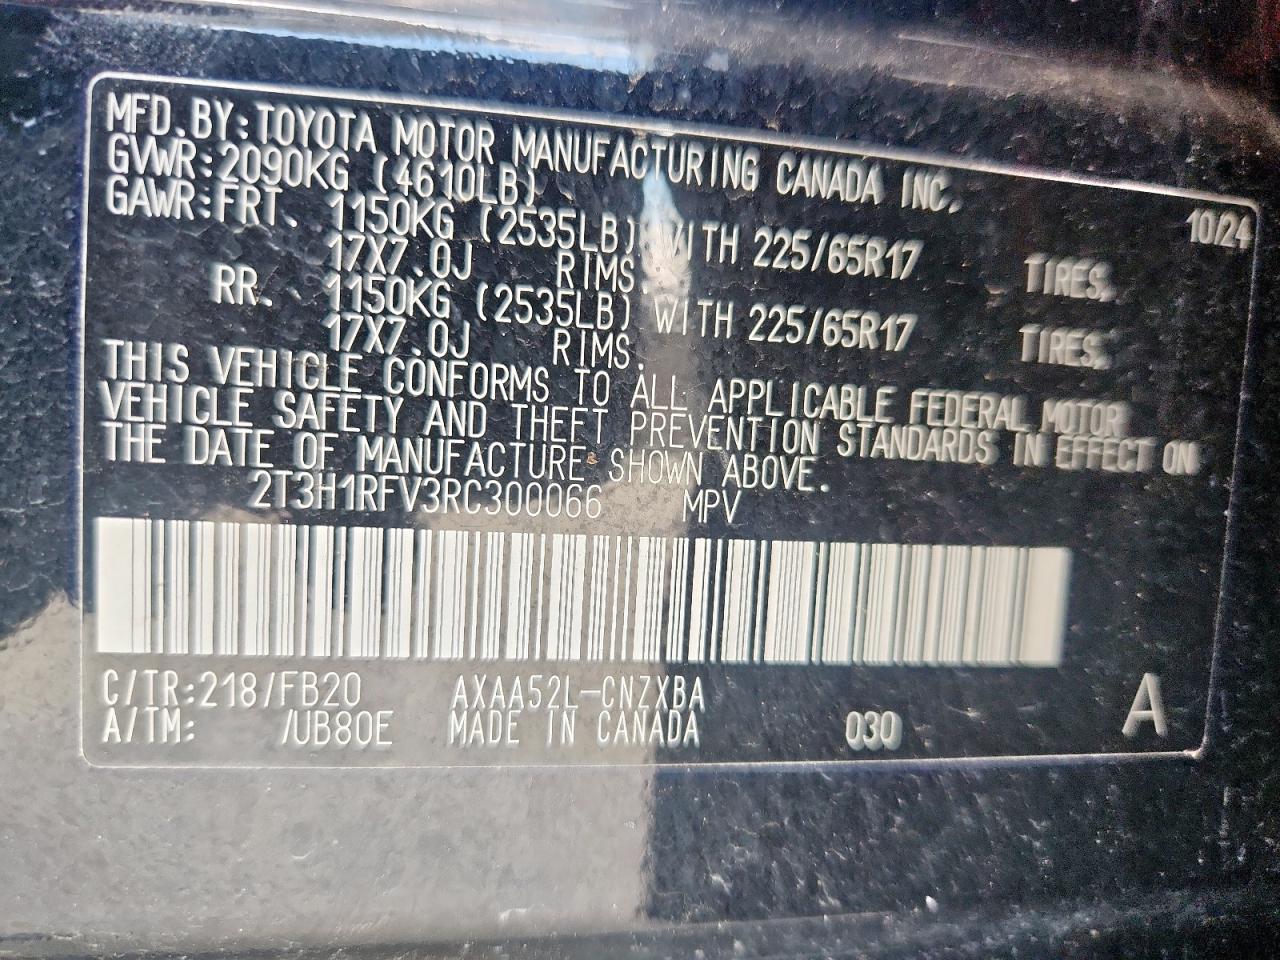 MFD.BY:TOYOTA MOTOR MANUFACTURING CANADA INC.
10/24
GVWR:2090KG (4610LB)
GAWR:FRT. 1150KG (2535LB) WITH 225/65R17 TIRES,
17X7.0J RIMS.
RR. 1150KG (2535LB) WITH 225/65R17 TIRES,
17X7.0J RIMS.
THIS VEHICLE CONFORMS TO ALL APPLICABLE FEDERAL MOTOR
VEHICLE SAFETY AND THEFT PREVENTION STANDARDS IN EFFECT ON
THE DATE OF MANUFACTURE SHOWN ABOVE.
2T3H1RFV3RC300066 MPV
C/TR:218/FB20 AXAA52L-CNZXBA
A/TM: /UB80E MADE IN CANADA 030 A